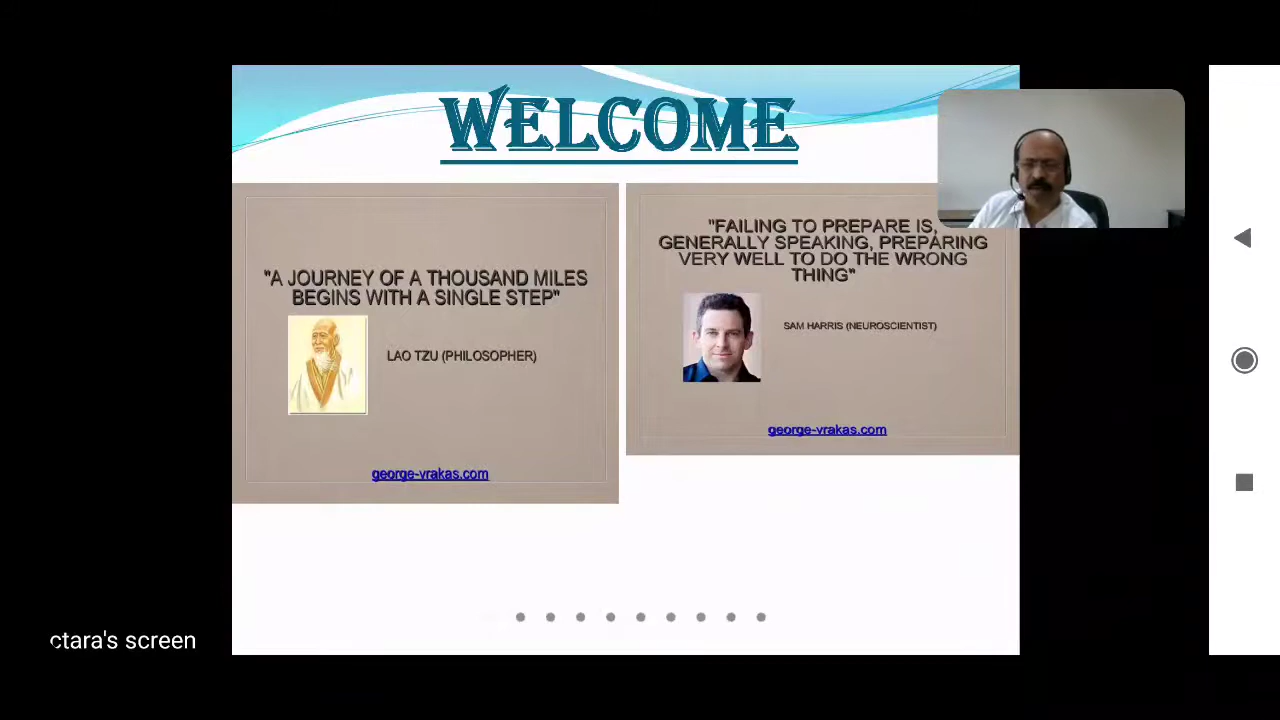 WELCOME
"A JOURNEY OF A THOUSAND MILES
BEGINS WITH A SINGLE STEP"
LAO TZU (PHILOSOPHER)
george-vrakas.com
"FAILING TO PREPARE IS,
GENERALLY SPEAKING, PREPARING
VERY WELL TO DO THE WRONG
THING"
SAM HARRIS (NEUROSCIENTIST)
george-vrakas.com
ctara's screen